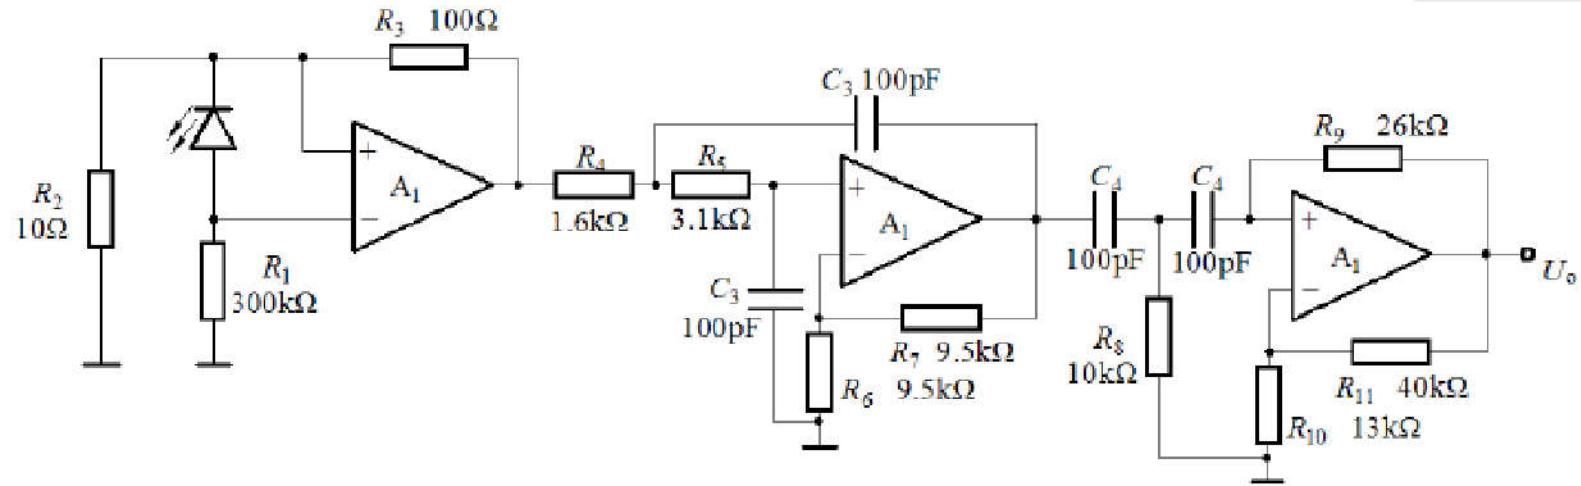 R3 100Ω
R2
10Ω
R1
300kΩ
+
A1
−
R4
1.6kΩ
R5
3.1kΩ
C3 100pF
C3
100pF
+
A1
−
R7 9.5kΩ
R6 9.5kΩ
C4
100pF
C4
100pF
R8
10kΩ
R9 26kΩ
+
A1
−
R11 40kΩ
R10 13kΩ
Uo